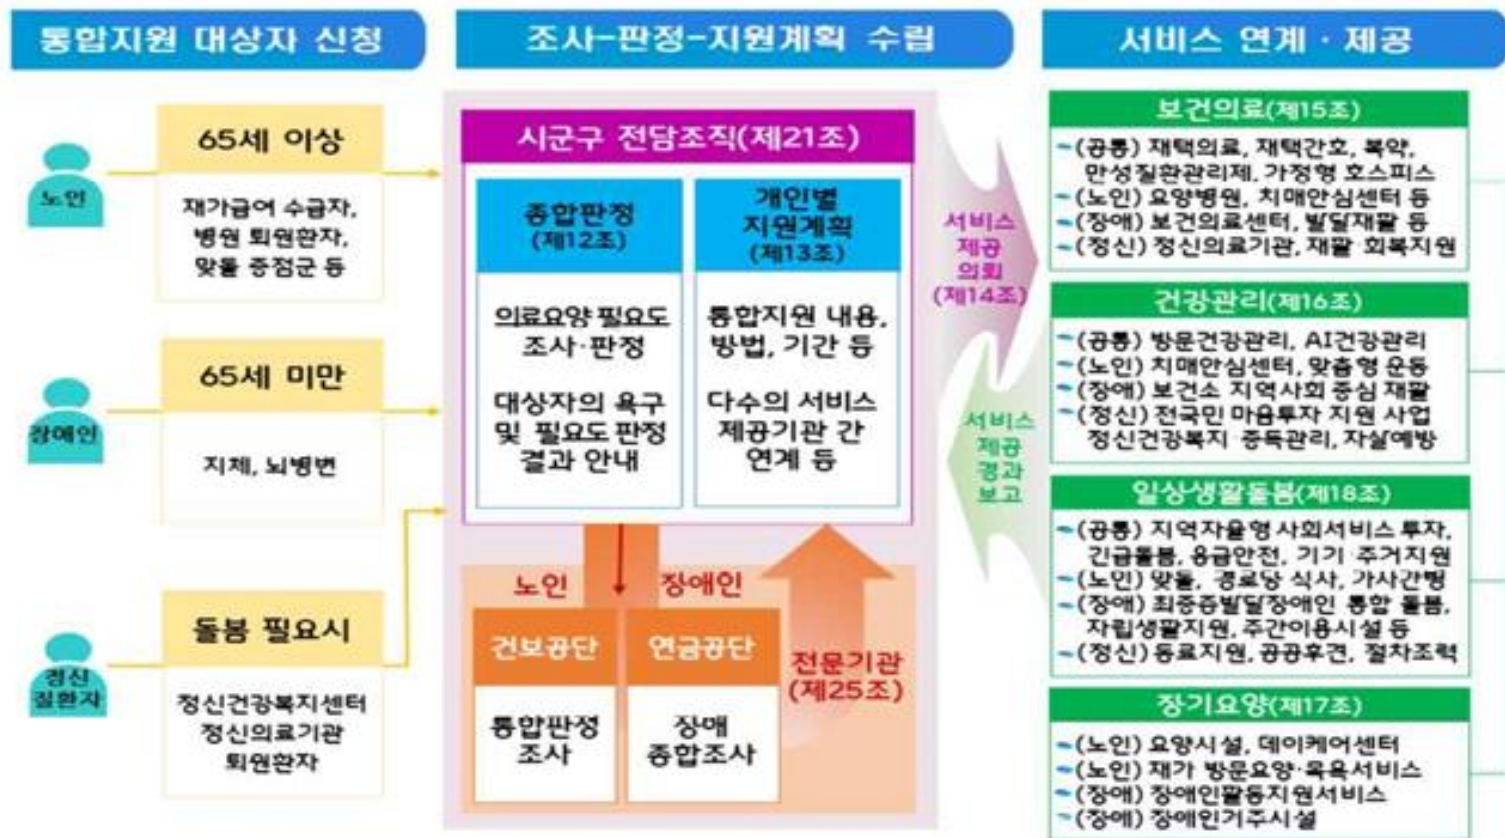 통합지원 대상자 신청
조사-판정-지원계획 수립
서비스 연계·제공
노인
65세 이상
재가급여 수급자,
병원 퇴원환자,
맞돌 중점군 등
장애인
65세 미만
지체, 뇌병변
정신
질환자
돌봄 필요시
정신건강복지센터
정신의료기관
퇴원환자
시군구 전담조직(제21조)
종합판정
(제12조)
의료요양 필요도
조사·판정
대상자의 욕구
및 필요도 판정
결과 안내
개인별
지원계획
(제13조)
통합지원 내용,
방법, 기간 등
다수의 서비스
제공기관 간
연계 등
노인
장애인
건보공단
통합판정
조사
연금공단
장애
종합조사
전문기관
(제25조)
서비스
제공
의뢰
(제14조)
서비스
제공
경과
보고
보건의료(제15조)
(공통) 재택의료, 재택간호, 복약,
만성질환관리제, 가정형 호스피스
(노인) 요양병원, 치매안심센터 등
(장애) 보건의료센터, 발달재활 등
(정신) 정신의료기관, 재활 회복지원
건강관리(제16조)
(공통) 방문건강관리, AI건강관리
(노인) 치매안심센터, 맞춤형 운동
(장애) 보건소 지역사회 중심 재활
(정신) 전국민 마음투자 지원 사업
정신건강복지 중독관리, 자살예방
일상생활돌봄(제18조)
(공통) 지역자율형 사회서비스 투자,
긴급돌봄, 응급안전, 기기 주거지원
(노인) 맞돌, 경로당 식사, 가사간병
(장애) 최중증발달장애인 통합 돌봄,
자립생활지원, 주간이용시설 등
(정신) 동료지원, 공공후견, 절차조력
장기요양(제17조)
(노인) 요양시설, 데이케어센터
(노인) 재가 방문요양·목욕서비스
(장애) 장애인활동지원서비스
(장애) 장애인거주시설